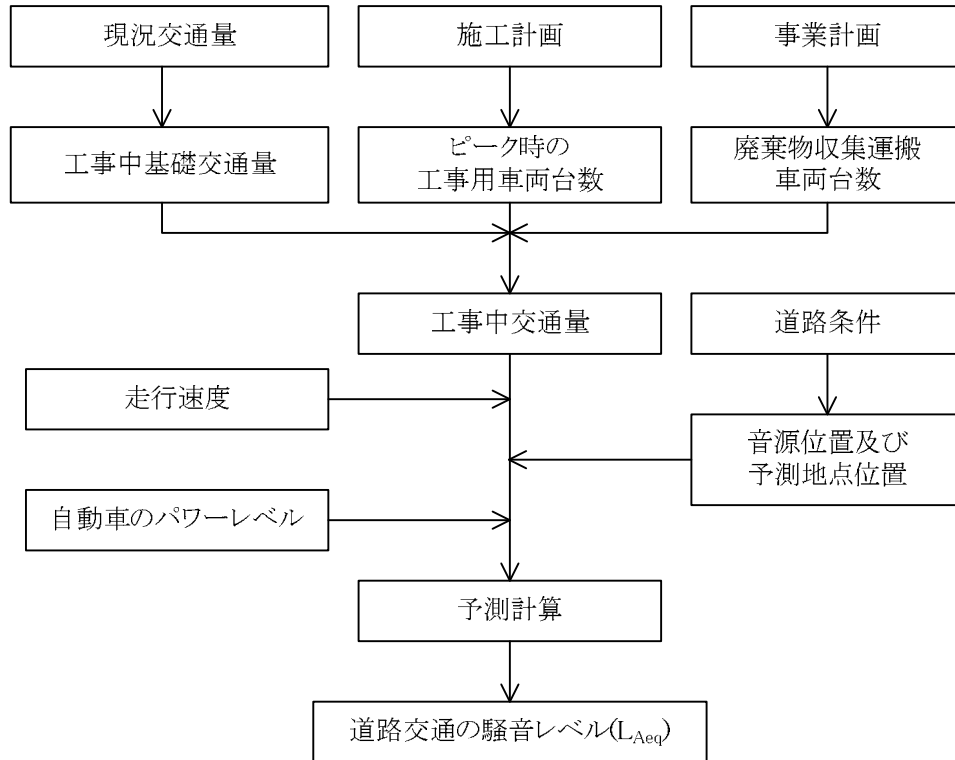 現況交通量
施工計画
事業計画
工事中基礎交通量
ピーク時の
工事用車両台数
廃棄物収集運搬
車両台数
工事中交通量
道路条件
走行速度
音源位置及び
予測地点位置
自動車のパワーレベル
予測計算
道路交通の騒音レベル(LAeq)